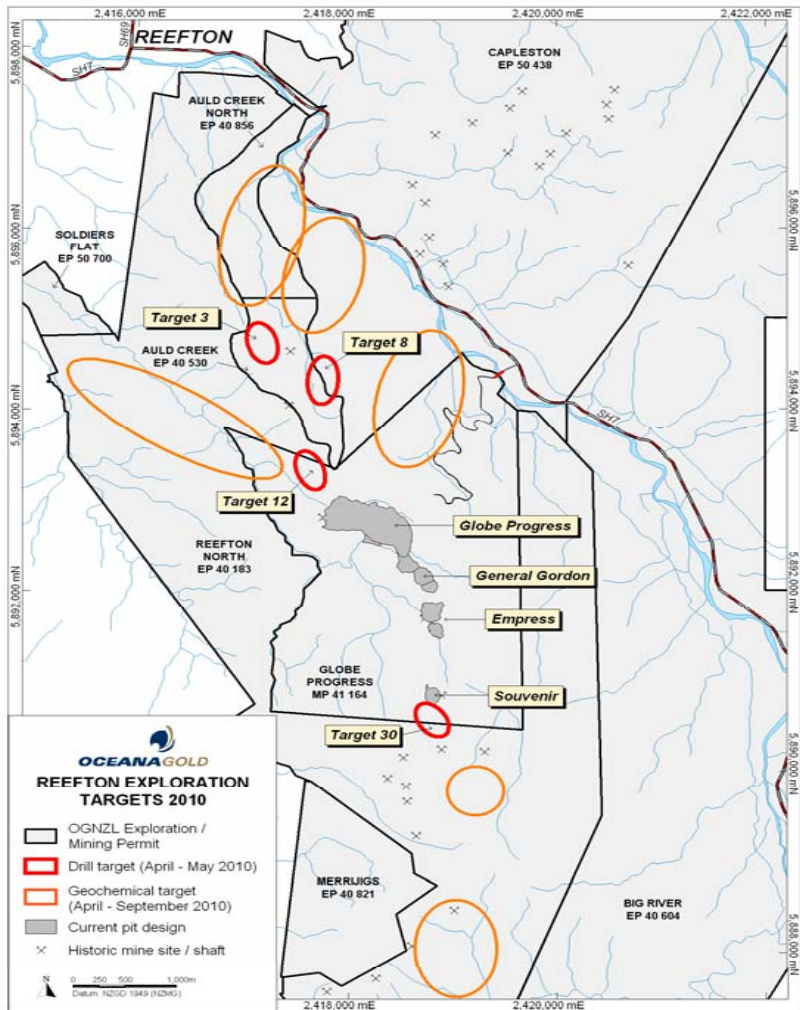 2,416,000 mE
2,418,000 mE
2,420,000 mE
2,422,000 mE
5,898,000 mN
5,896,000 mN
5,894,000 mN
5,892,000 mN
5,896,000 mN
5,894,000 mN
5,892,000 mN
5,890,000 mN
5,888,000 mN
SH69
REEFTON
SH7
CAPLESTON
EP 50 438
AULD CREEK
NORTH
EP 40 856
SOLDIERS
FLAT
EP 50 700
Target 3
AULD CREEK
EP 40 530
Target 8
SH7
Target 12
Globe Progress
REEFTON
NORTH
EP 40 183
General Gordon
Empress
GLOBE
PROGRESS
MP 41 164
Souvenir
Target 30
MERRIJIGS
EP 40 821
BIG RIVER
EP 40 604
OCEANAGOLD
REEFTON EXPLORATION
TARGETS 2010
OGNZL Exploration /
Mining Permit
Drill target (April - May 2010)
Geochemical target
(April - September 2010)
Current pit design
Historic mine site / shaft
N
0 250 500 1,000m
Datum: NZGD 1949 (NZMG)
2,418,000 mE
2,420,000 mE